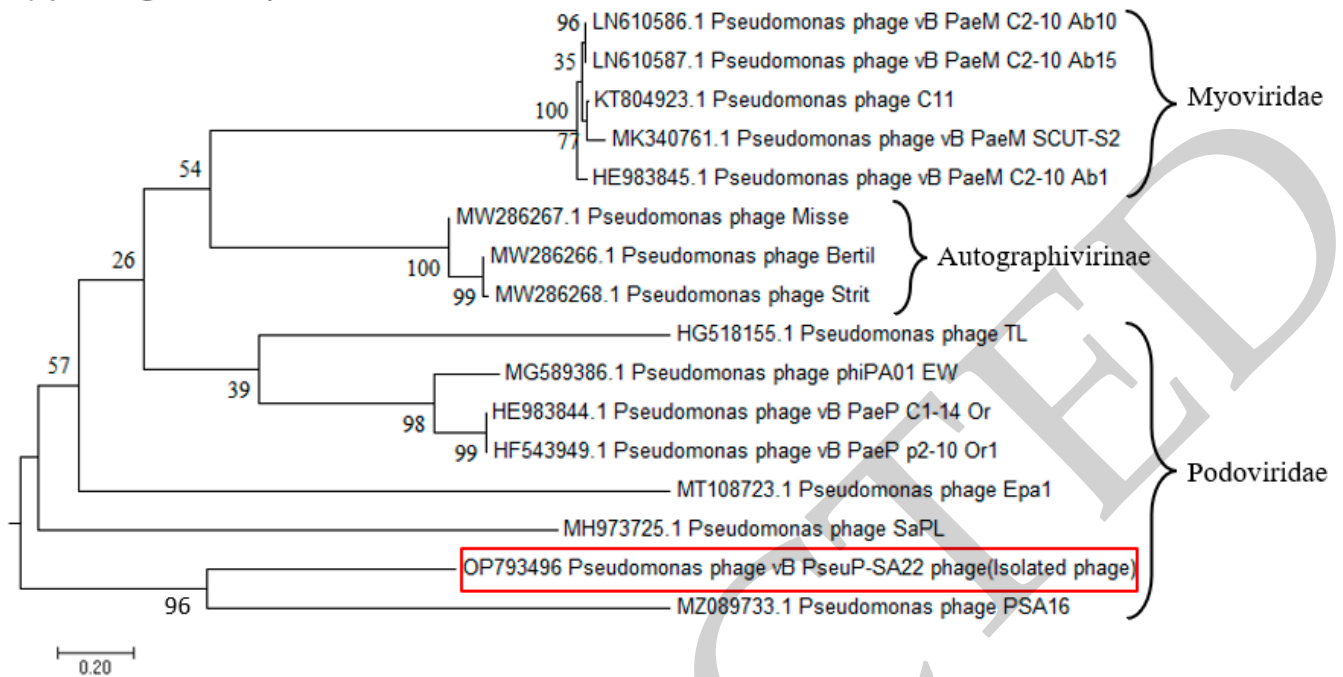 96
LN610586.1 Pseudomonas phage vB PaeM C2-10 Ab10
35
LN610587.1 Pseudomonas phage vB PaeM C2-10 Ab15
100
KT804923.1 Pseudomonas phage C11
77
MK340761.1 Pseudomonas phage vB PaeM SCUT-S2
HE983845.1 Pseudomonas phage vB PaeM C2-10 Ab1
Myoviridae
54
MW286267.1 Pseudomonas phage Misse
MW286266.1 Pseudomonas phage Bertil
100
99
MW286268.1 Pseudomonas phage Strit
Autographivirinae
26
HG518155.1 Pseudomonas phage TL
39
MG589386.1 Pseudomonas phage phiPA01 EW
98
HE983844.1 Pseudomonas phage vB PaeP C1-14 Or
99
HF543949.1 Pseudomonas phage vB PaeP p2-10 Or1
57
MT108723.1 Pseudomonas phage Epa1
MH973725.1 Pseudomonas phage SaPL
OP793496 Pseudomonas phage vB PseuP-SA22 phage(Isolated phage)
96
MZ089733.1 Pseudomonas phage PSA16
Podoviridae
0.20
CTED